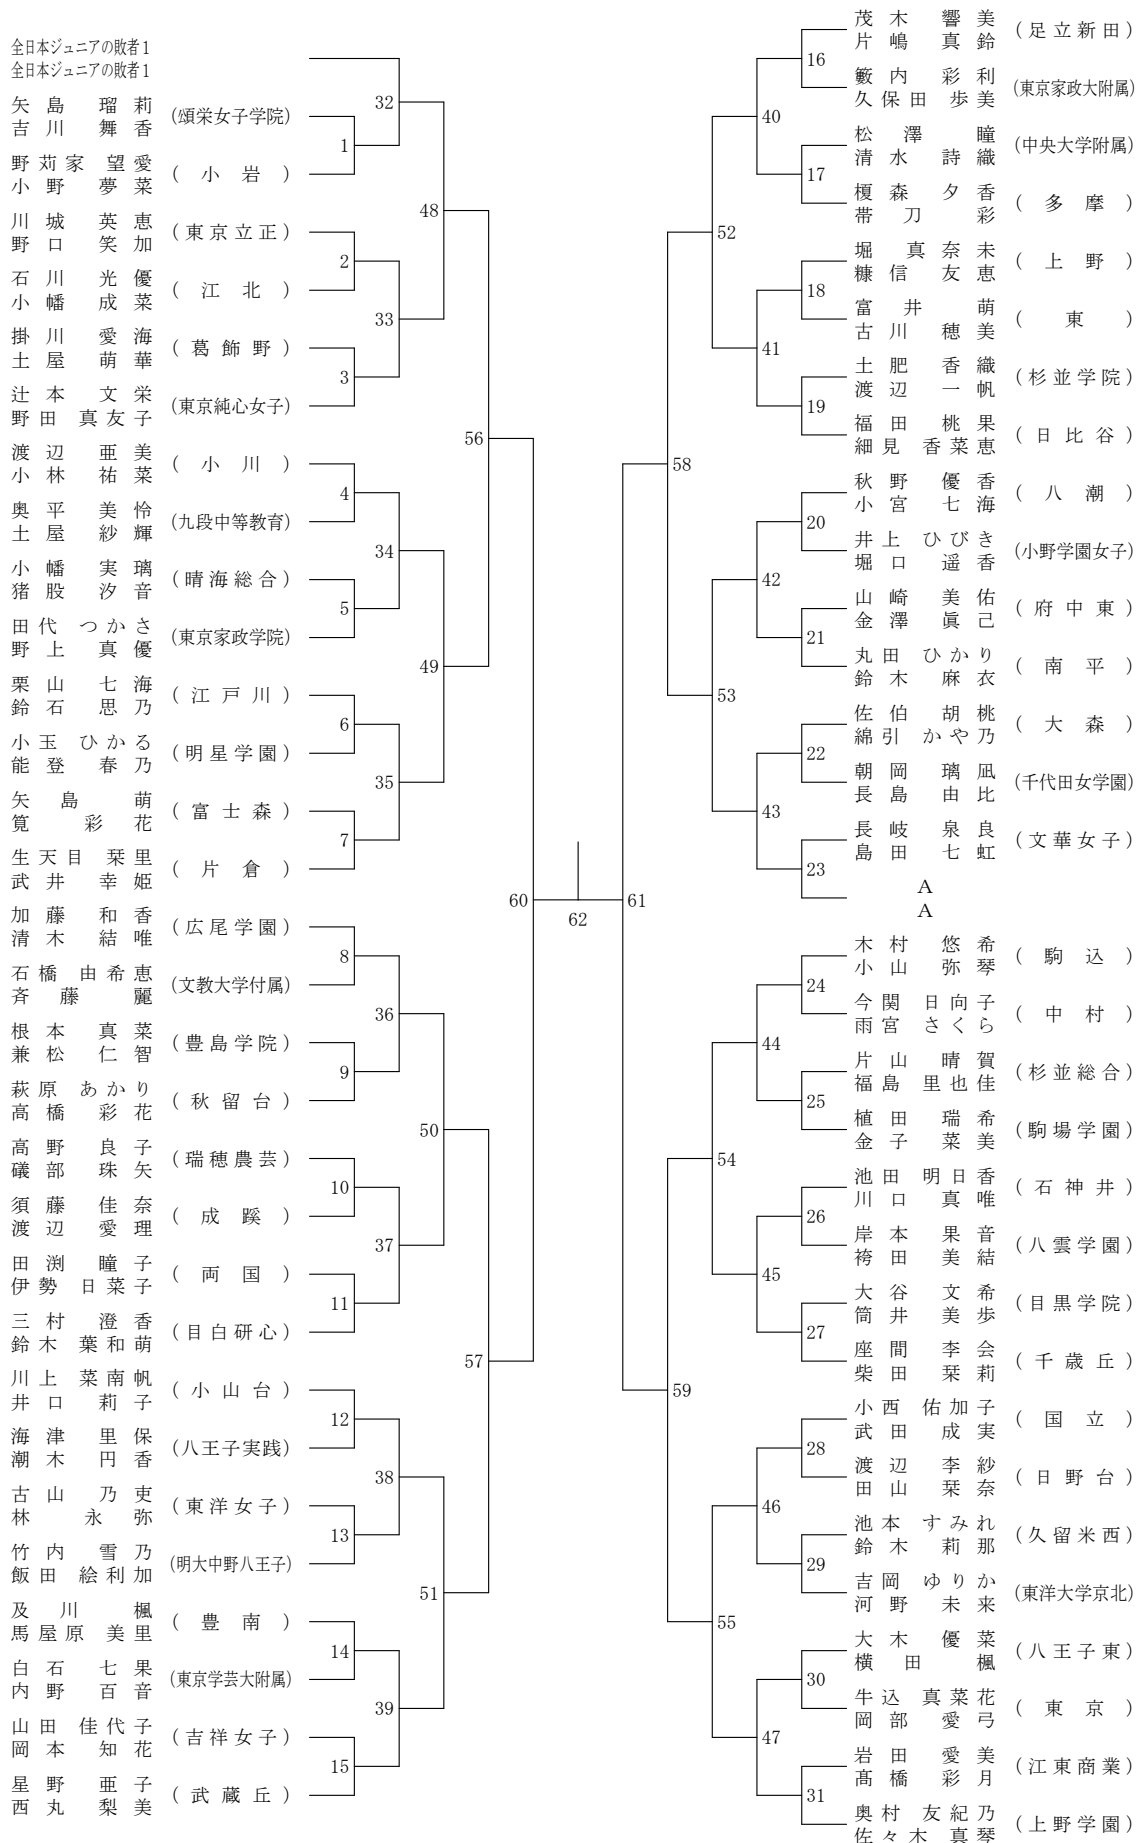 全日本ジュニアの敗者1
全日本ジュニアの敗者1
32
矢島 瑠莉
吉川 舞香
(頌栄女子学院)
1
野苅家 望愛
小野 夢菜
(小岩)
48
川城 英恵
野口 笑加
(東京立正)
2
石川 光優
小幡 成菜
(江北)
33
掛川 愛海
土屋 萌華
(葛飾野)
3
辻本 文栄
野田 真友子
(東京純心女子)
56
渡辺 亜美
小林 祐菜
(小川)
4
奥平 美怜
土屋 紗輝
(九段中等教育)
34
小幡 実璃
猪股 汐音
(晴海総合)
5
田代 つかさ
野上 真優
(東京家政学院)
49
栗山 七海
鈴石 思乃
(江戸川)
6
小玉 ひかる
能登 春乃
(明星学園)
35
矢島 萌
筧 彩花
(富士森)
7
生天目 栞里
武井 幸姫
(片倉)
60
62
61
加藤 和香
清木 結唯
(広尾学園)
8
石橋 由希恵
斉藤 麗
(文教大学付属)
36
根本 真菜
兼松 仁智
(豊島学院)
9
萩原 あかり
高橋 彩花
(秋留台)
50
高野 良子
礒部 珠矢
(瑞穂農芸)
10
須藤 佳奈
渡辺 愛理
(成蹊)
37
田渕 瞳子
伊勢 日菜子
(両国)
11
三村 澄香
鈴木 葉和萌
(目白研心)
57
川上 菜南帆
井口 莉子
(小山台)
12
海津 里保
潮木 円香
(八王子実践)
38
古山 乃吏
林 永弥
(東洋女子)
13
竹内 雪乃
飯田 絵利加
(明大中野八王子)
51
及川 楓
馬屋原 美里
(豊南)
14
白石 七果
内野 百音
(東京学芸大附属)
39
山田 佳代子
岡本 知花
(吉祥女子)
15
星野 亜子
西丸 梨美
(武蔵丘)
茂木 響美
片嶋 真鈴
(足立新田)
16
籔内 彩利
久保田 歩美
(東京家政大附属)
40
松澤 瞳
清水 詩織
(中央大学附属)
17
榎森 夕香
帯刀 彩
(多摩)
52
堀 真奈未
糠信 友恵
(上野)
18
富井 萌
古川 穂美
(東)
41
土肥 香織
渡辺 一帆
(杉並学院)
19
福田 桃果
細見 香菜恵
(日比谷)
58
秋野 優香
小宮 七海
(八潮)
20
井上 ひびき
堀口 遥香
(小野学園女子)
42
山崎 美佑
金澤 眞己
(府中東)
21
丸田 ひかり
鈴木 麻衣
(南平)
53
佐伯 胡桃
綿引 かや乃
(大森)
22
朝岡 璃凪
長島 由比
(千代田女学園)
43
長岐 泉良
島田 七虹
(文華女子)
23
A
A
木村 悠希
小山 弥琴
(駒込)
24
今関 日向子
雨宮 さくら
(中村)
44
片山 晴賀
福島 里也佳
(杉並総合)
25
植田 瑞希
金子 菜美
(駒場学園)
54
池田 明日香
川口 真唯
(石神井)
26
岸本 果音
袴田 美結
(八雲学園)
45
大谷 文希
筒井 美歩
(目黒学院)
27
座間 李会
柴田 栞莉
(千歳丘)
59
小西 佑加子
武田 成実
(国立)
28
渡辺 李紗
田山 栞奈
(日野台)
46
池本 すみれ
鈴木 莉那
(久留米西)
29
吉岡 ゆりか
河野 未来
(東洋大学京北)
55
大木 優菜
横田 楓
(八王子東)
30
牛込 真菜花
岡部 愛弓
(東京)
47
岩田 愛美
髙橋 彩月
(江東商業)
31
奥村 友紀乃
佐々木 真琴
(上野学園)